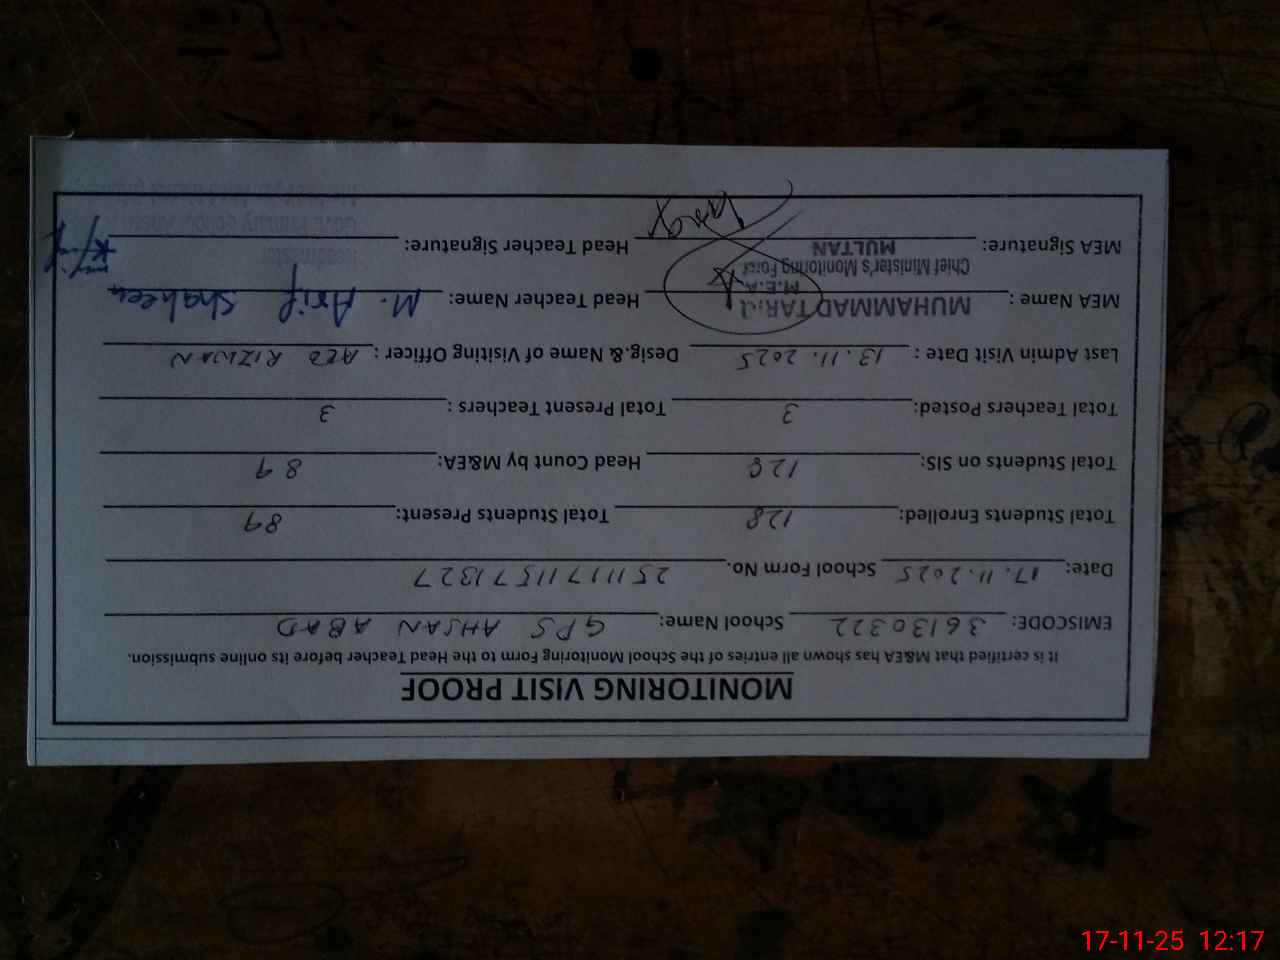 MONITORING VISIT PROOF
It is certified that M&EA has shown all entries of the School Monitoring Form to the Head Teacher before its online submission.
EMISCODE: 36130322 School Name: GPS AHSAN ABAD
Date: 17.11.2025 School Form No. 251117111571327
Total Students Enrolled: 128 Total Students Present: 89
Total Students on SIS: 128 Head Count by M&EA: 89
Total Teachers Posted: 3 Total Present Teachers : 3
Last Admin Visit Date : 13.11.2025 Desig.& Name of Visiting Officer : AEO RIZWAN
MEA Name : MUHAMMAD TARIQ Head Teacher Name: M. Arif Shaheen
M.E.A
Chief Minister's Monitoring Force
MULTAN
MEA Signature: Head Teacher Signature:
Headmaster
17-11-25 12:17